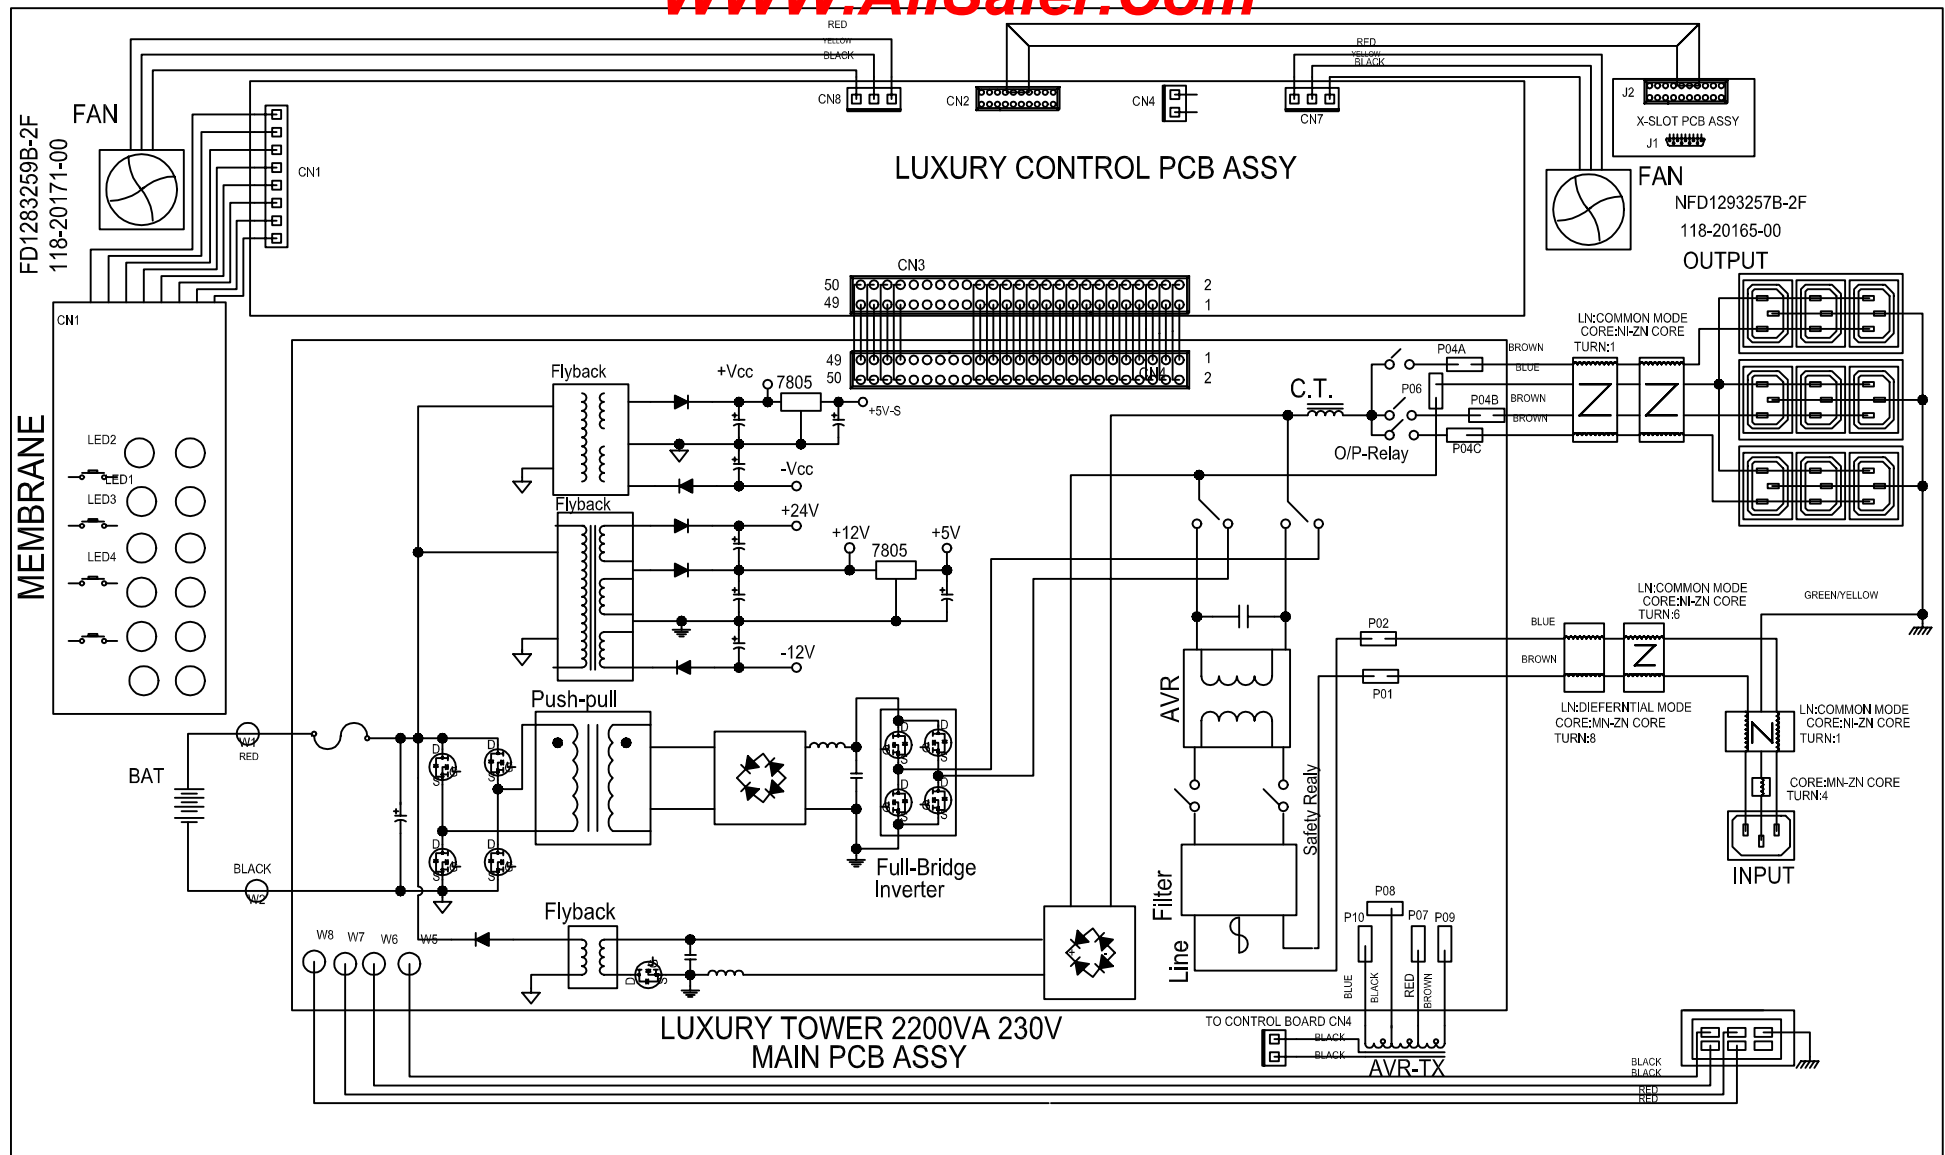 www.AllSaler.Com
RED
YELLOW
BLACK
RED
YELLOW
BLACK
FAN
CN8
CN2
CN4
CN7
J2
X-SLOT PCB ASSY
J1
FD1283259B-2F
118-20171-00
CN1
LUXURY CONTROL PCB ASSY
FAN
NFD1293257B-2F
118-20165-00
OUTPUT
CN3
50
49
2
1
CN1
LN:COMMON MODE
CORE:NI-ZN CORE
TURN:1
49
50
CN4
1
2
Flyback
+Vcc
7805
+5V-S
-Vcc
C.T.
P04A
BROWN
BLUE
P06
P04B
BROWN
BROWN
P04C
O/P-Relay
MEMBRANE
LED2
LED1
LED3
LED4
Flyback
+24V
+12V
7805
+5V
-12V
LN:COMMON MODE
CORE:NI-ZN CORE
TURN:6
GREEN/YELLOW
P02
BLUE
BROWN
P01
AVR
LN:DIEFERNTIAL MODE
CORE:MN-ZN CORE
TURN:8
LN:COMMON MODE
CORE:NI-ZN CORE
TURN:1
CORE:MN-ZN CORE
TURN:4
INPUT
Push-pull
W1
RED
BAT
BLACK
W2
D
G
S
D
G
S
D
G
S
D
G
S
D
G
S
D
G
S
D
G
S
D
G
S
Full-Bridge
Inverter
Safety Realy
Line Filter
Flyback
D
G
S
W8
W7
W6
W5
P10
P08
P07
P09
BLUE
BLACK
RED
BROWN
LUXURY TOWER 2200VA 230V
MAIN PCB ASSY
TO CONTROL BOARD CN4
BLACK
BLACK
AVR-TX
BLACK
BLACK
RED
RED